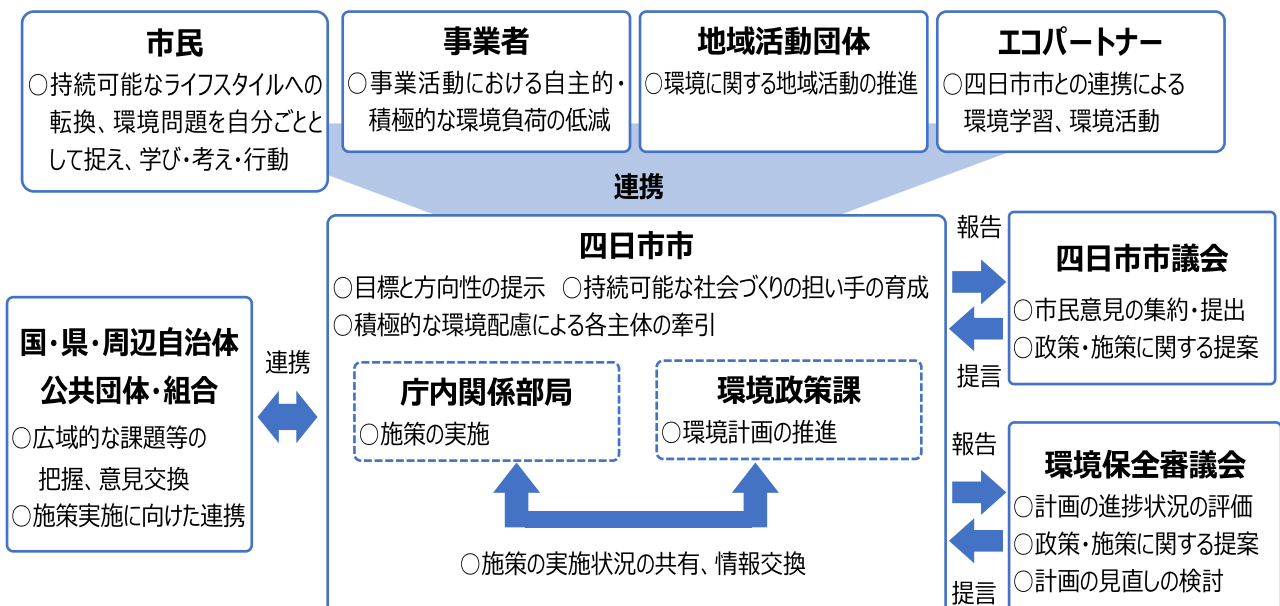 市民
○持続可能なライフスタイルへの
転換、環境問題を自分ごとと
して捉え、学び・考え・行動
事業者
○事業活動における自主的・
積極的な環境負荷の低減
地域活動団体
○環境に関する地域活動の推進
エコパートナー
○四日市市との連携による
環境学習、環境活動
連携
四日市市
○目標と方向性の提示 ○持続可能な社会づくりの担い手の育成
○積極的な環境配慮による各主体の牽引
庁内関係部局
○施策の実施
環境政策課
○環境計画の推進
○施策の実施状況の共有、情報交換
国・県・周辺自治体
公共団体・組合
○広域的な課題等の
把握、意見交換
○施策実施に向けた連携
連携
報告
提言
四日市市議会
○市民意見の集約・提出
○政策・施策に関する提案
報告
提言
環境保全審議会
○計画の進捗状況の評価
○政策・施策に関する提案
○計画の見直しの検討